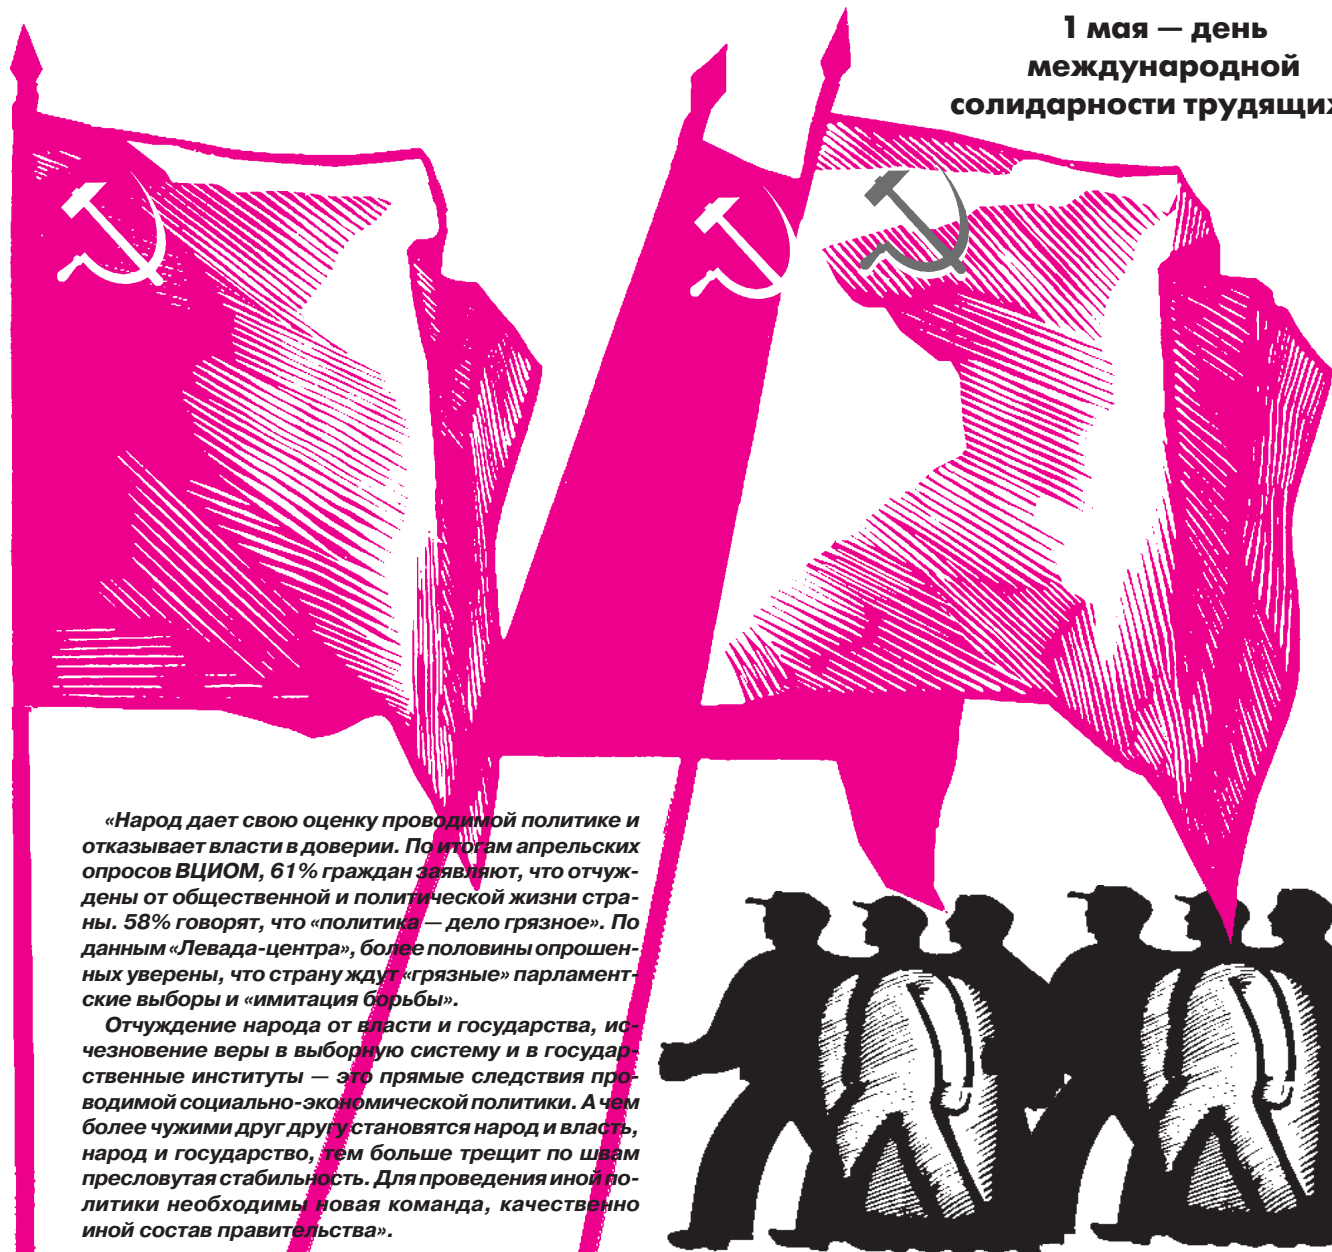 1 мая — день
международной
солидарности трудящих
«Народ дает свою оценку проводимой политике и
отказывает власти в доверии. По итогам апрельских
опросов ВЦИОМ, 61% граждан заявляют, что отчуж-
дены от общественной и политической жизни стра-
ны. 58% говорят, что «политика — дело грязное». По
данным «Левада-центра», более половины опрошен-
ных уверены, что страну ждут «грязные» парламент-
ские выборы и «имитация борьбы».
Отчуждение народа от власти и государства, ис-
чезновение веры в выборную систему и в государ-
ственные институты — это прямые следствия про-
водимой социально-экономической политики. А чем
более чужими друг другу становятся народ и власть,
народ и государство, тем больше трещит по швам
пресловутая стабильность. Для проведения иной по-
литики необходимы новая команда, качественно
иной состав правительства».